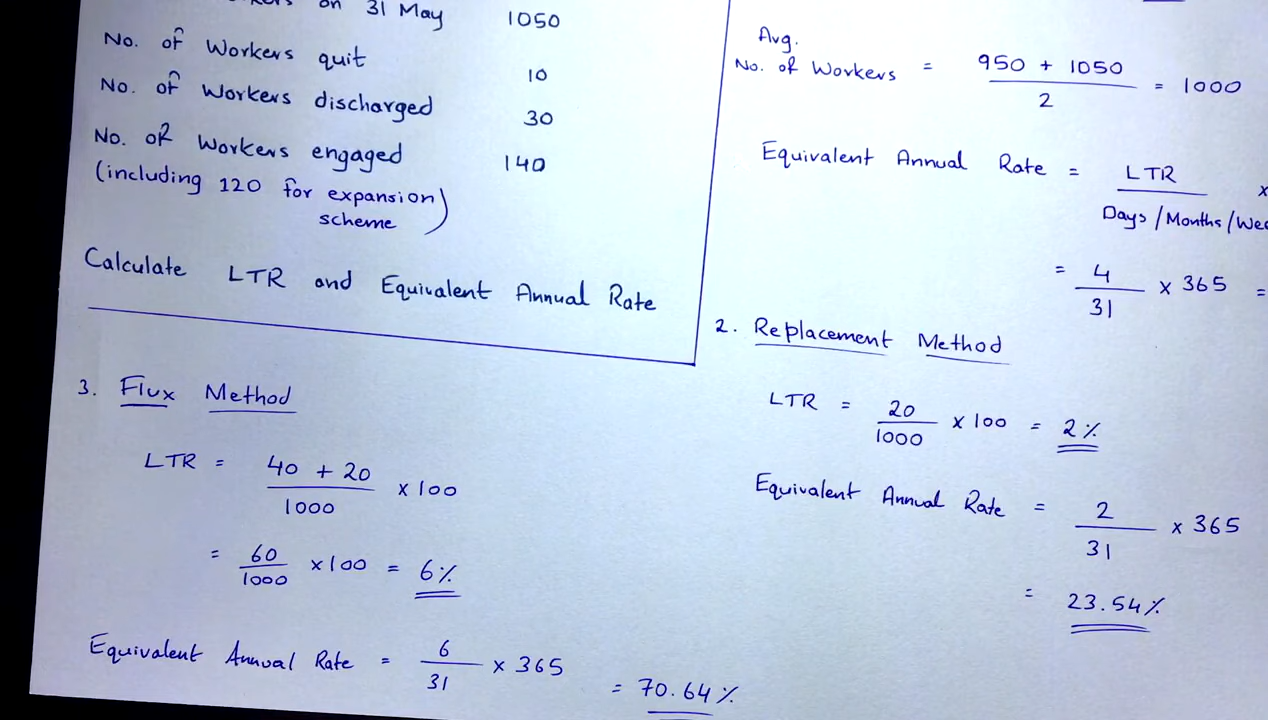 on 31 May 1050
No. of Workers quit 10
No. of Workers discharged 30
No. of Workers engaged 140
(including 120 for expansion
scheme)
Calculate LTR and Equivalent Annual Rate
3. Flux Method
LTR = 40 + 20 / 1000 x 100
= 60 / 1000 x 100 = 6%
Equivalent Annual Rate = 6 / 31 x 365 = 70.64%
Avg.
No. of Workers = 950 + 1050 / 2 = 1000
Equivalent Annual Rate = LTR / Days/Months/ x
= 4 / 31 x 365 =
2. Replacement Method
LTR = 20 / 1000 x 100 = 2%
Equivalent Annual Rate = 2 / 31 x 365
= 23.54%